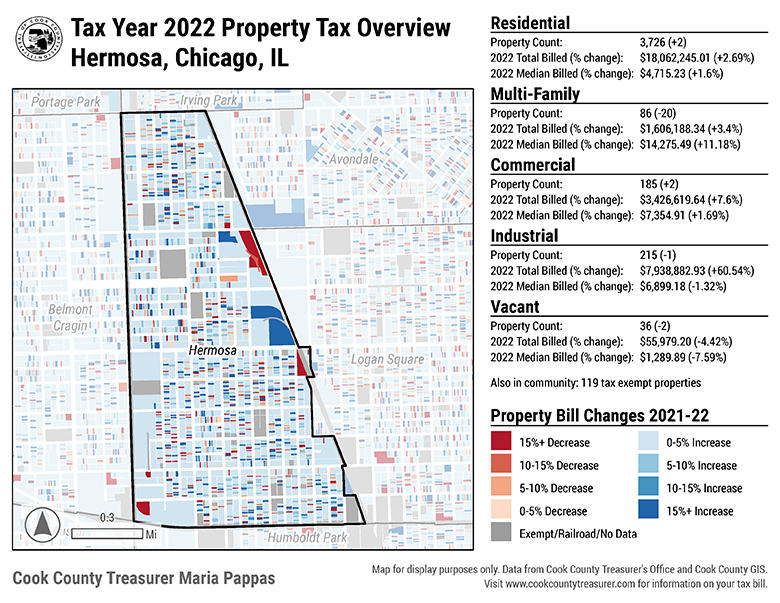 Tax Year 2022 Property Tax Overview
Hermosa, Chicago, IL
Portage Park
Irving Park
Avondale
Belmont
Cragin
Hermosa
Logan Square
Humboldt Park
0.3
Mi
Cook County Treasurer Maria Pappas
Residential
Property Count: 3,726 (+2)
2022 Total Billed (% change): $18,062,245.01 (+2.69%)
2022 Median Billed (% change): $4,715.23 (+1.6%)
Multi-Family
Property Count: 86 (-20)
2022 Total Billed (% change): $1,606,188.34 (+3.4%)
2022 Median Billed (% change): $14,275.49 (+11.18%)
Commercial
Property Count: 185 (+2)
2022 Total Billed (% change): $3,426,619.64 (+7.6%)
2022 Median Billed (% change): $7,354.91 (+1.69%)
Industrial
Property Count: 215 (-1)
2022 Total Billed (% change): $7,938,882.93 (+60.54%)
2022 Median Billed (% change): $6,899.18 (-1.32%)
Vacant
Property Count: 36 (-2)
2022 Total Billed (% change): $55,979.20 (-4.42%)
2022 Median Billed (% change): $1,289.89 (-7.59%)
Also in community: 119 tax exempt properties
Property Bill Changes 2021-22
15%+ Decrease
10-15% Decrease
5-10% Decrease
0-5% Decrease
Exempt/Railroad/No Data
0-5% Increase
5-10% Increase
10-15% Increase
15%+ Increase
Map for display purposes only. Data from Cook County Treasurer's Office and Cook County GIS.
Visit www.cookcountytreasurer.com for information on your tax bill.